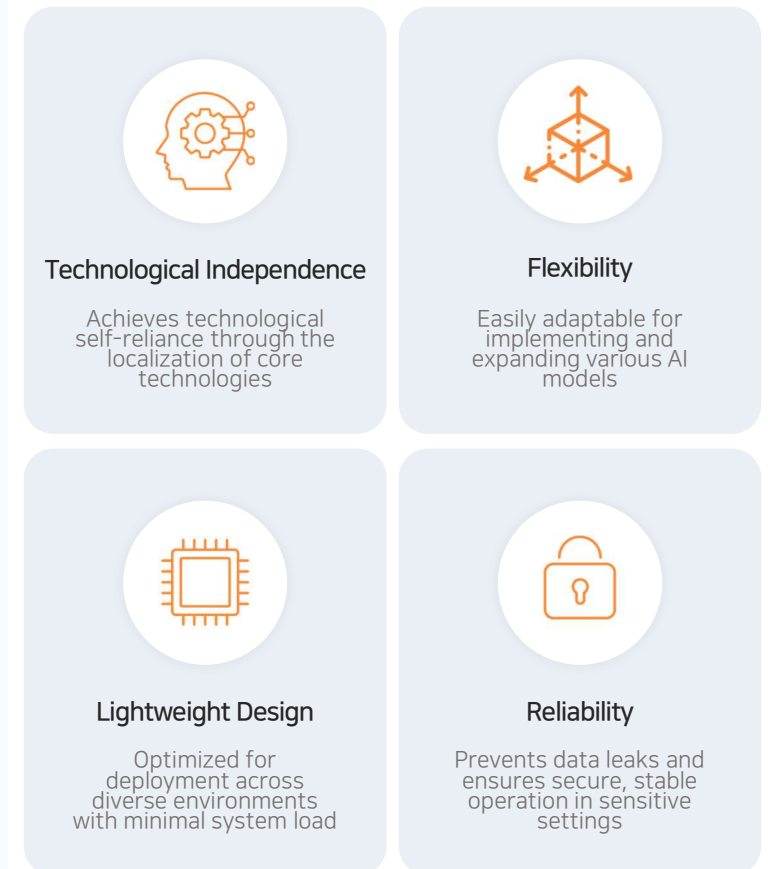 Technological Independence
Achieves technological
self-reliance through the
localization of core
technologies
Flexibility
Easily adaptable for
implementing and
expanding various AI
models
Lightweight Design
Optimized for
deployment across
diverse environments
with minimal system load
Reliability
Prevents data leaks and
ensures secure, stable
operation in sensitive
settings